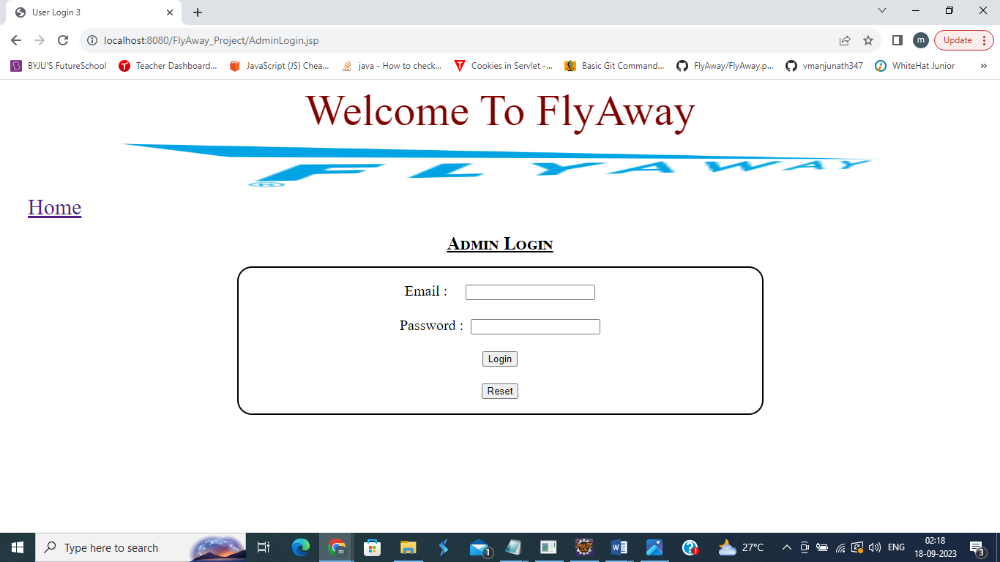 User Login 3
localhost:8080/FlyAway_Project/AdminLogin.jsp
m
Update
BYJU'S FutureSchool
Teacher Dashboard...
JavaScript (JS) Chea...
java - How to check...
Cookies in Servlet -...
Basic Git Command...
FlyAway/FlyAway.p...
vmanjunath347
WhiteHat Junior
»
Welcome To FlyAway
FLYAWAY
®
Home
Admin Login
Email :
Password :
Login
Reset
Type here to search
27°C
ENG
02:18
18-09-2023
1
3